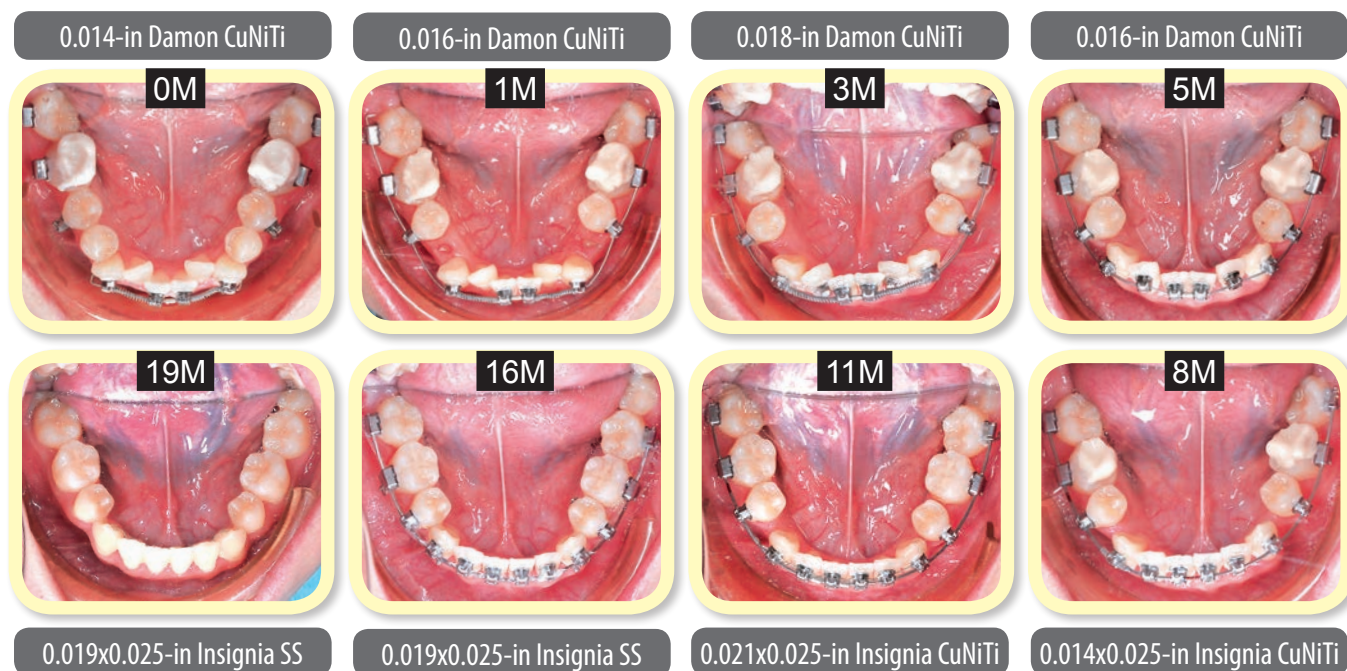 0.014-in Damon CuNiTi
0.016-in Damon CuNiTi
0.018-in Damon CuNiTi
0.016-in Damon CuNiTi
0M
1M
3M
5M
19M
16M
11M
8M
0.019x0.025-in Insignia SS
0.019x0.025-in Insignia SS
0.021x0.025-in Insignia CuNiTi
0.014x0.025-in Insignia CuNiTi